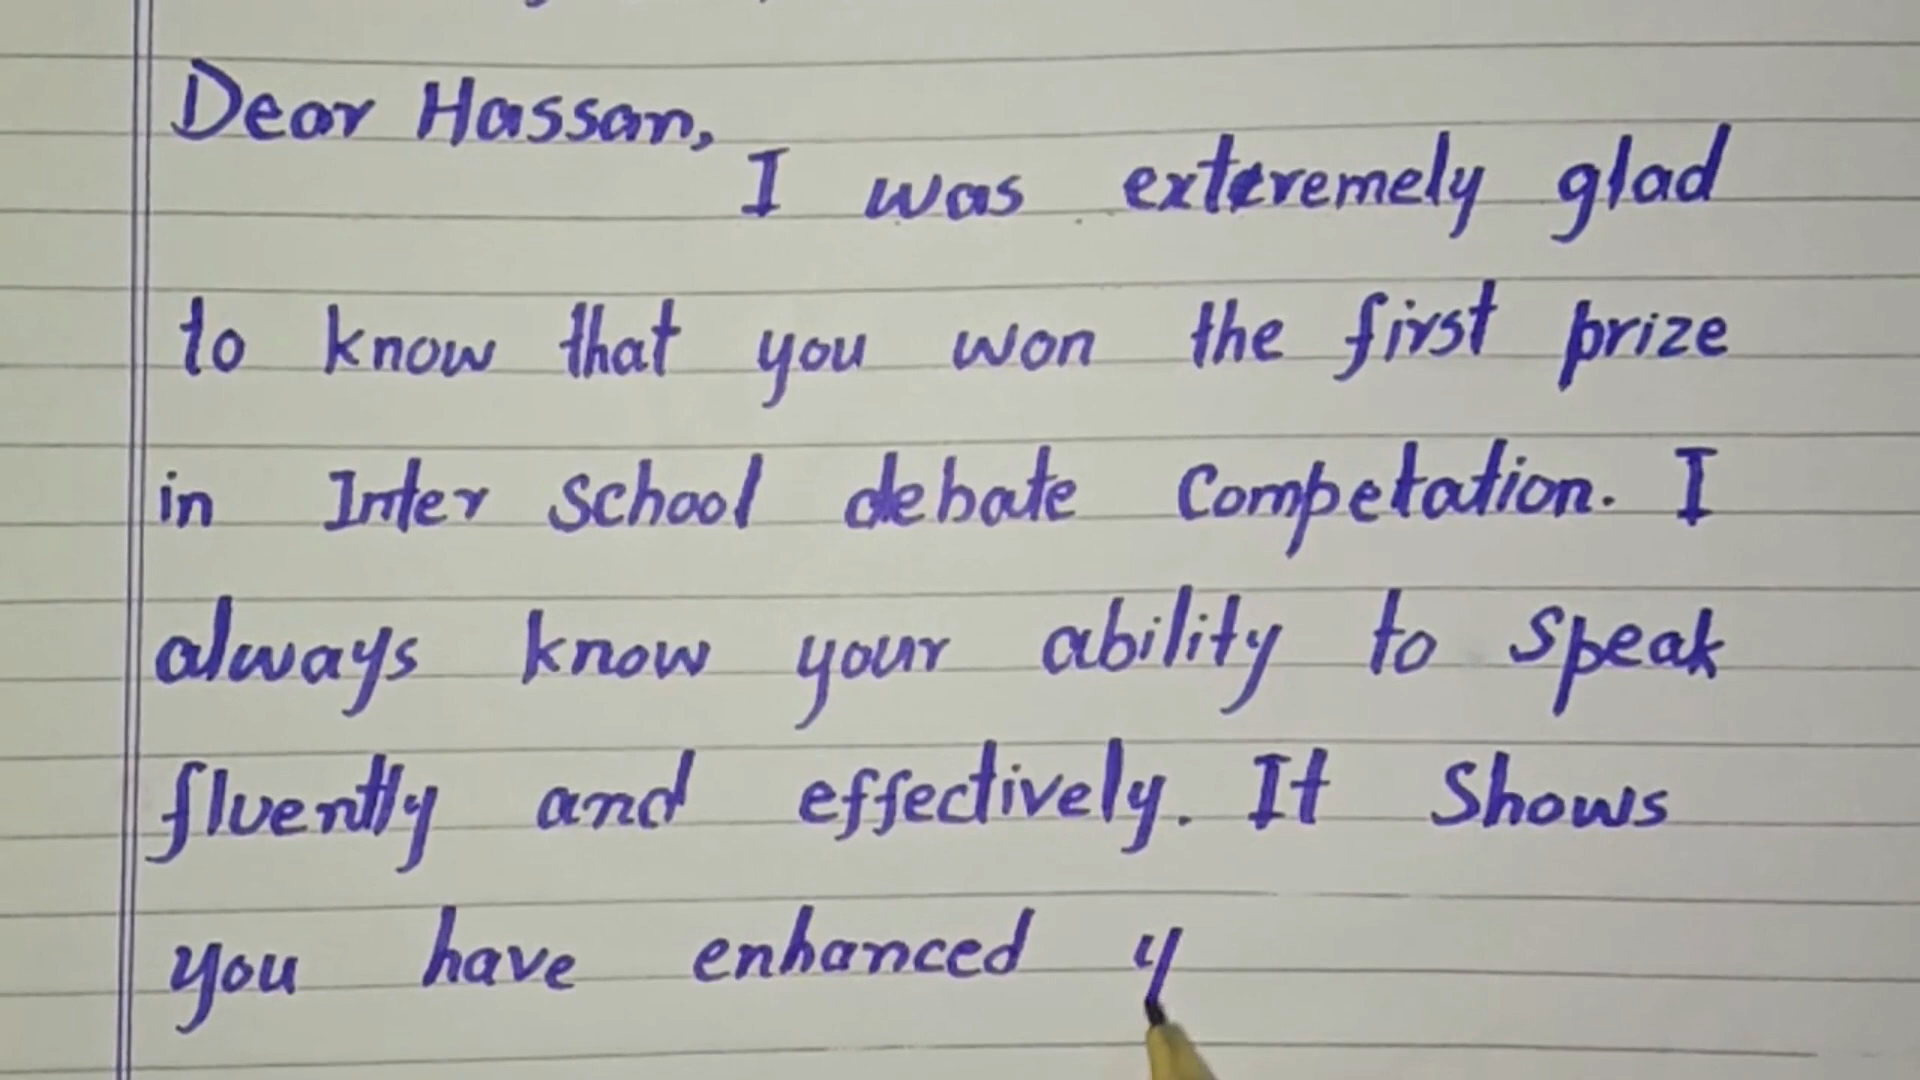 Dear Hassan,
I was exteremely glad
to know that you won the first prize
in Inter School debate Competation. I
always know your ability to speak
fluently and effectively. It Shows
you have enhanced y